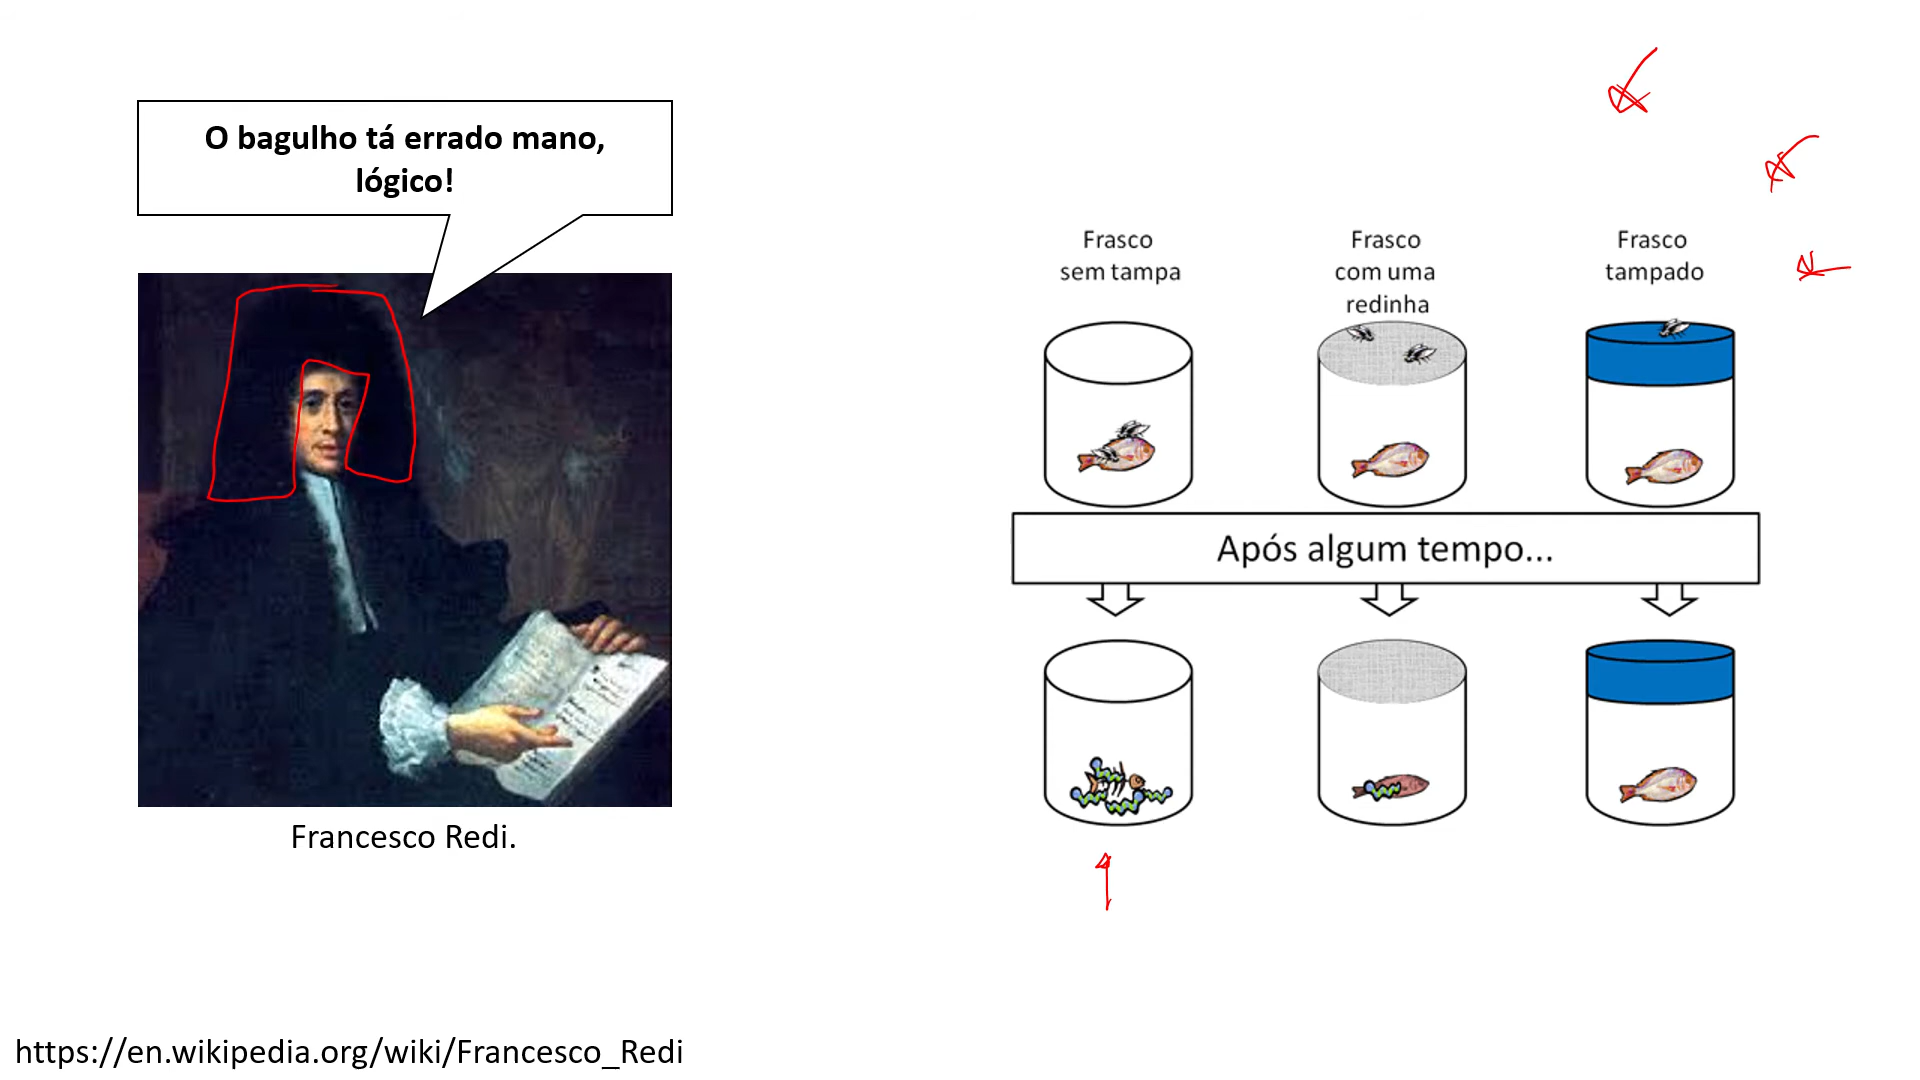 O bagulho tá errado mano,
lógico!
Francesco Redi.
Frasco
sem tampa
Frasco
com uma
redinha
Frasco
tampado
Após algum tempo...
https://en.wikipedia.org/wiki/Francesco_Redi